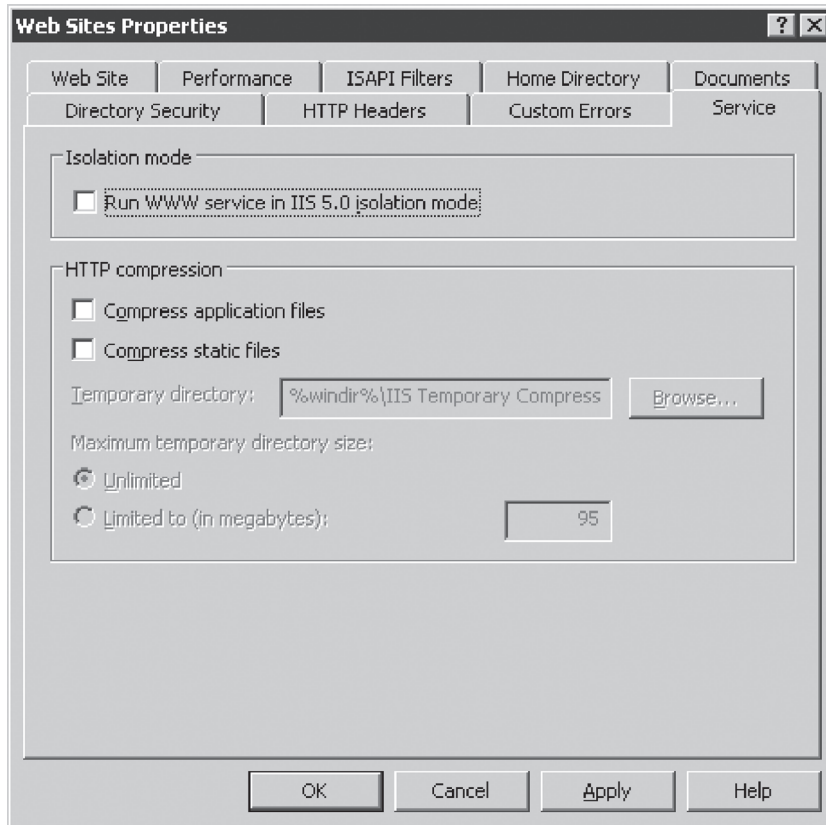 Web Sites Properties
? X
Web Site Performance ISAPI Filters Home Directory Documents
Directory Security HTTP Headers Custom Errors Service
Isolation mode
Run WWW service in IIS 5.0 isolation mode
HTTP compression
Compress application files
Compress static files
Temporary directory: %windir%\IIS Temporary Compress Browse...
Maximum temporary directory size:
Unlimited
Limited to (in megabytes): 95
OK Cancel Apply Help